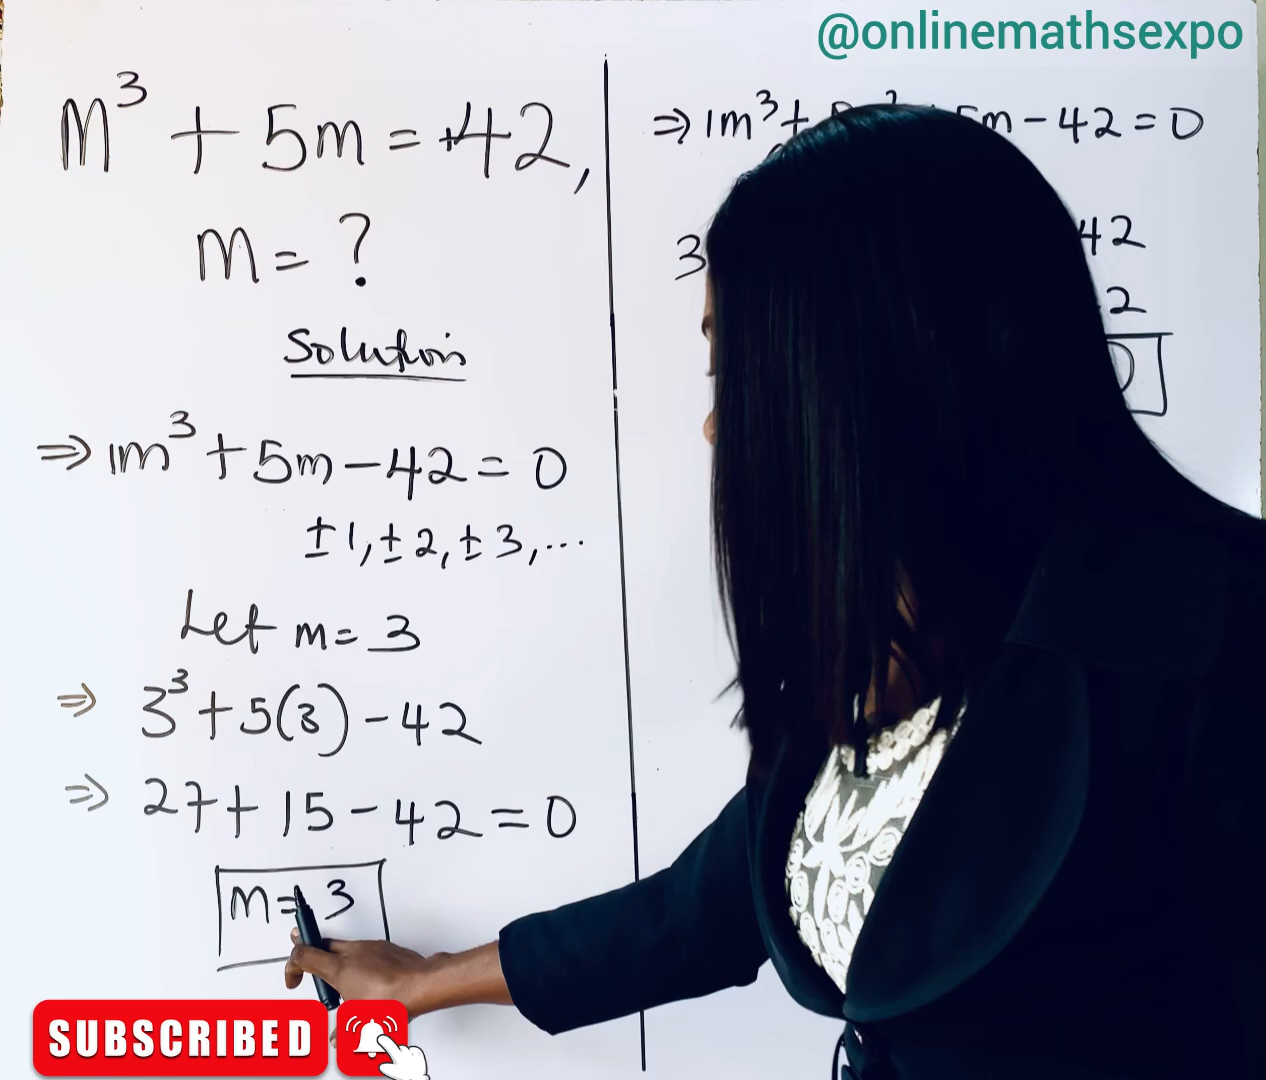 @onlinemathsexpo
m³ + 5m = +42,
m = ?
Solution
⇒ 1m³ + 5m - 42 = 0
±1, ±2, ±3, ...
Let m = 3
⇒ 3³ + 5(3) - 42
⇒ 27 + 15 - 42 = 0
m = 3
⇒ 1m³ + m - 42 = 0
3 42
2
SUBSCRIBED